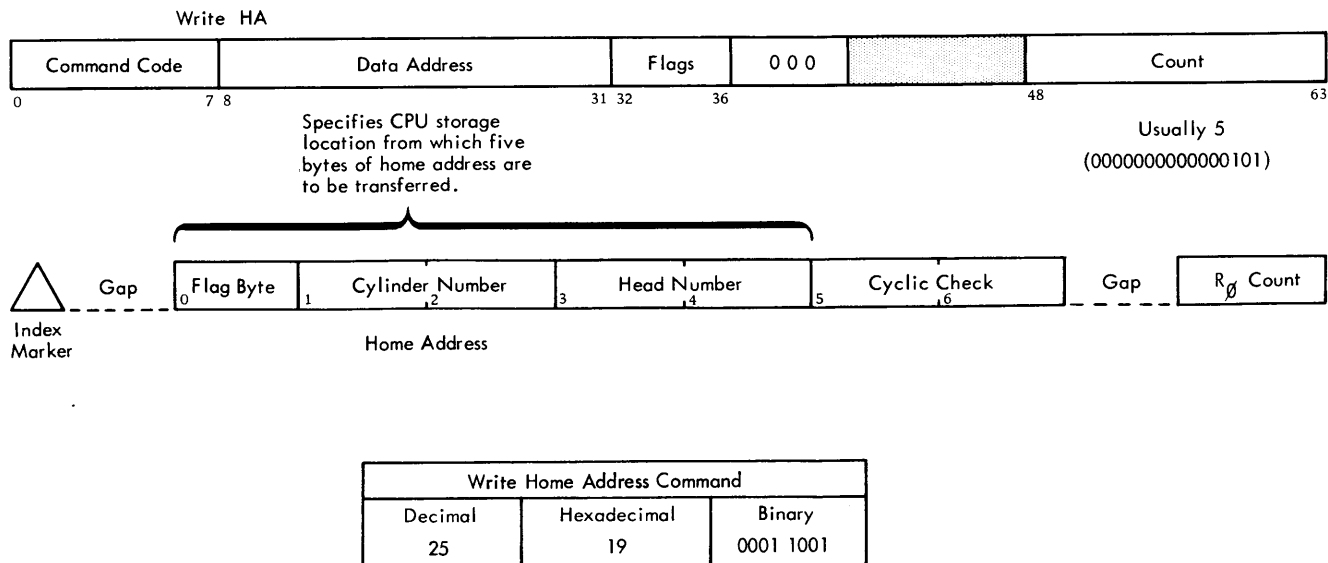 Write HA
Command Code Data Address Flags 0 0 0 Count
0 7 8 31 32 36 48 63
Specifies CPU storage
location from which five
bytes of home address are
to be transferred.
Usually 5
(0000000000000101)
Gap Flag Byte Cylinder Number Head Number Cyclic Check Gap RØ Count
0 1 2 3 4 5 6
Index
Marker
Home Address
Write Home Address Command
Decimal Hexadecimal Binary
25 19 0001 1001